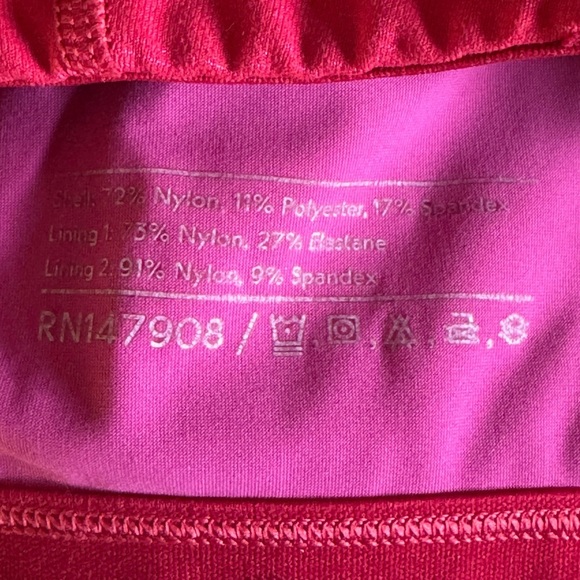 Shell: 72% Nylon, 11% Polyester, 17% Spandex
Lining 1: 73% Nylon, 27% Elastane
Lining 2: 91% Nylon, 9% Spandex
RN147908 /